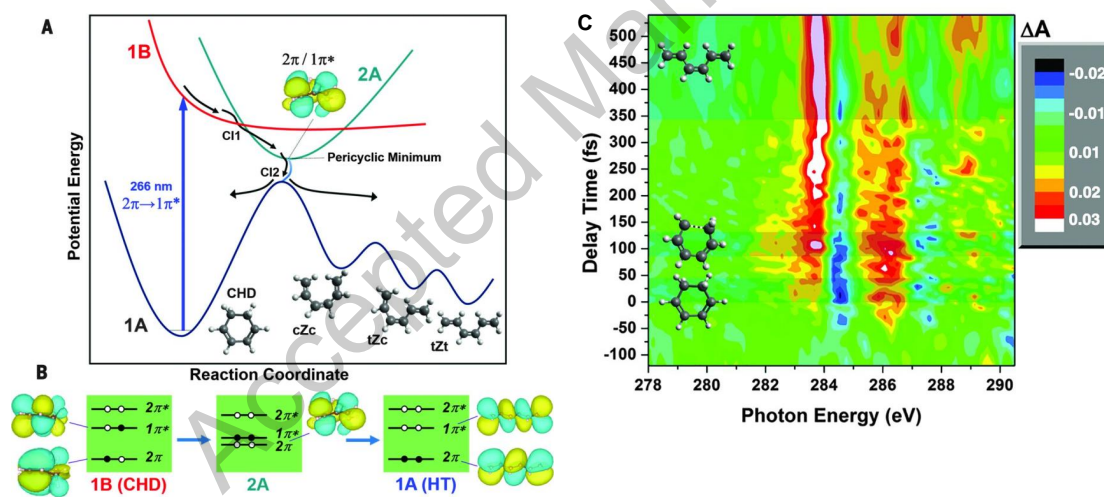 A
1B
2π / 1π*
2A
CI1
Pericyclic Minimum
CI2
266 nm
2π→1π*
Potential Energy
CHD
1A
cZc
tZc
tZt
Reaction Coordinate
B
2π*
1π*
2π
1B (CHD)
2π*
1π*
2π
2A
2π*
1π*
2π
1A (HT)
C
ΔA
-0.02
-0.01
0.01
0.02
0.03
500
450
400
350
300
250
200
150
100
50
0
-50
-100
Delay Time (fs)
278 280 282 284 286 288 290
Photon Energy (eV)
Accepted Man